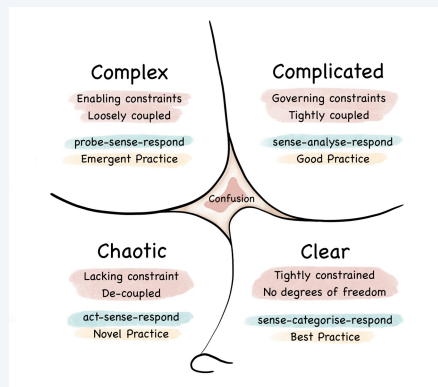 Complex
Enabling constraints
Loosely coupled
probe-sense-respond
Emergent Practice
Complicated
Governing constraints
Tightly coupled
sense-analyse-respond
Good Practice
Confusion
Chaotic
Lacking constraint
De-coupled
act-sense-respond
Novel Practice
Clear
Tightly constrained
No degrees of freedom
sense-categorise-respond
Best Practice